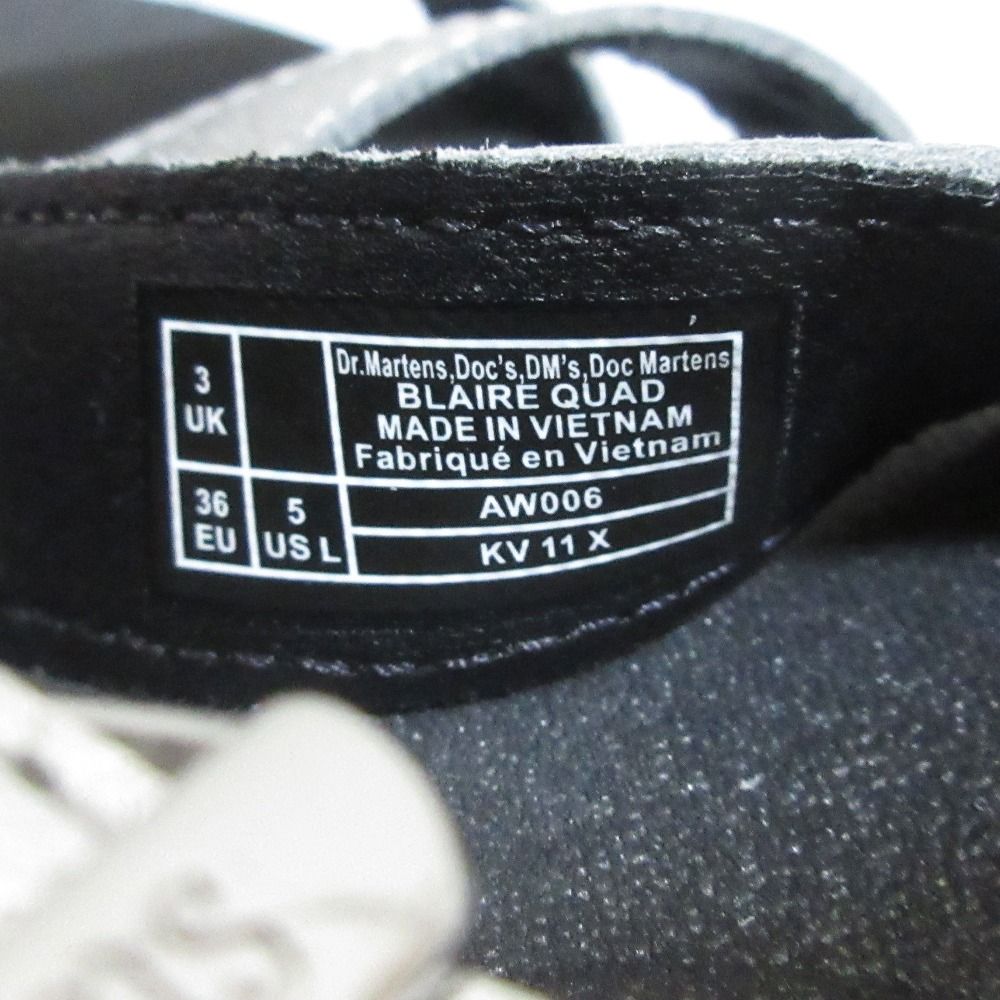 3
UK
36
EU
5
US L
Dr.Martens,Doc's,DM's,Doc Martens
BLAIRE QUAD
MADE IN VIETNAM
Fabriqué en Vietnam
AW006
KV 11 X